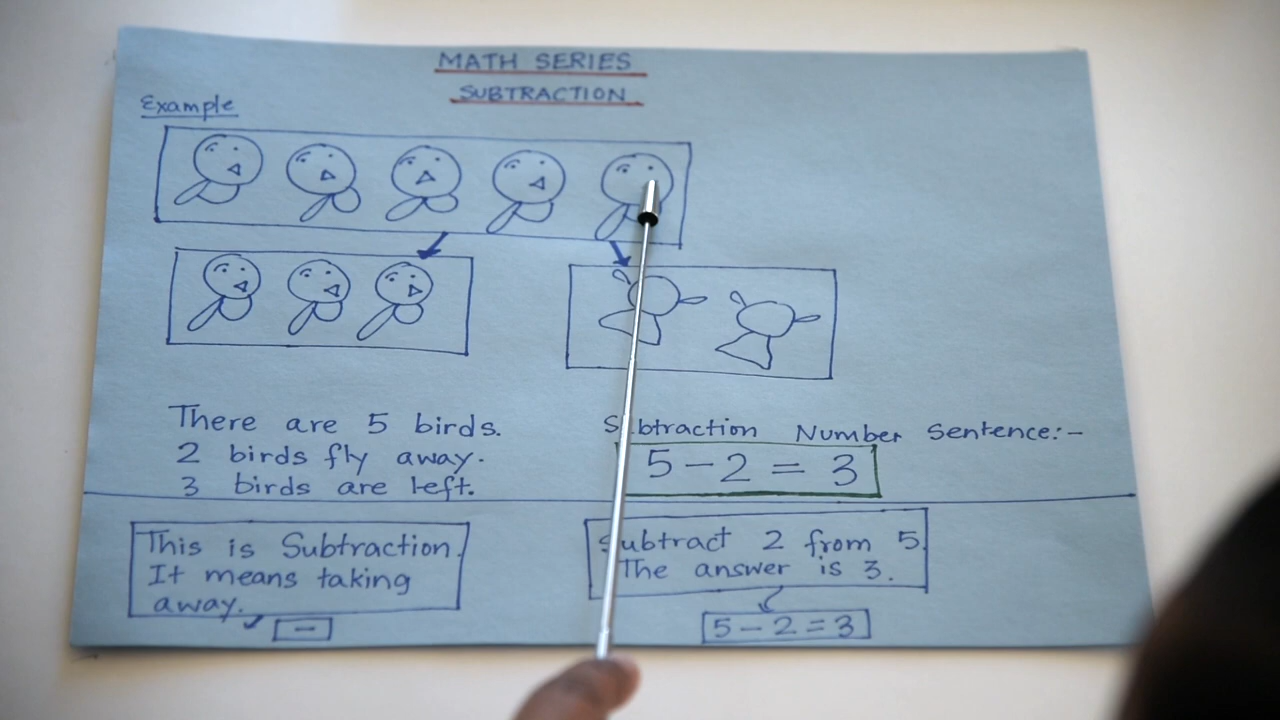 MATH SERIES
SUBTRACTION
Example
There are 5 birds.
2 birds fly away.
3 birds are left.
Subtraction Number Sentence:-
5-2=3
This is Subtraction.
It means taking
away.
-
Subtract 2 from 5.
The answer is 3.
5-2=3